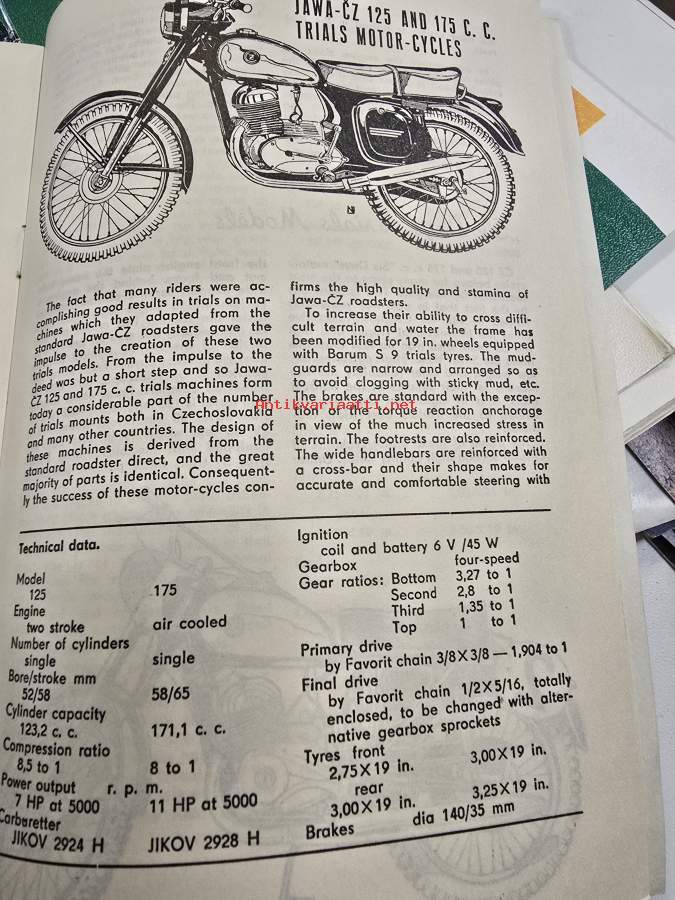 JAWA-ČZ 125 AND 175 C. C.
TRIALS MOTOR-CYCLES
The fact that many riders were ac-
complishing good results in trials on ma-
chines which they adapted from the
standard Jawa-ČZ roadsters gave the
impulse to the creation of these two
trials models. From the impulse to the
deed was but a short step and so Jawa-
ČZ 125 and 175 c. c. trials machines form
today a considerable part of the number
of trials mounts both in Czechoslovakia
and many other countries. The design of
these machines is derived from the
standard roadster direct, and the great
majority of parts is identical. Consequent-
ly the success of these motor-cycles con-
firms the high quality and stamina of
Jawa-ČZ roadsters.
To increase their ability to cross diffi-
cult terrain and water the frame has
been modified for 19 in. wheels equipped
with Barum S 9 trials tyres. The mud-
guards are narrow and arranged so as
to avoid clogging with sticky mud, etc.
The brakes are standard with the excep-
tion of the torque reaction anchorage
in view of the much increased stress in
terrain. The footrests are also reinforced.
The wide handlebars are reinforced with
a cross-bar and their shape makes for
accurate and comfortable steering with
Antikvariaatti.net
Technical data.
Model
125 175
Engine
two stroke air cooled
Number of cylinders
single single
Bore/stroke mm
52/58 58/65
Cylinder capacity
123,2 c. c. 171,1 c. c.
Compression ratio
8,5 to 1 8 to 1
Power output r. p. m.
7 HP at 5000 11 HP at 5000
Carburetter
JIKOV 2924 H JIKOV 2928 H
Ignition
coil and battery 6 V /45 W
Gearbox four-speed
Gear ratios: Bottom 3,27 to 1
Second 2,8 to 1
Third 1,35 to 1
Top 1 to 1
Primary drive
by Favorit chain 3/8X3/8 — 1,904 to 1
Final drive
by Favorit chain 1/2X5/16, totally
enclosed, to be changed with alter-
native gearbox sprockets
Tyres front
2,75X19 in. 3,00X19 in.
rear
3,00X19 in. 3,25X19 in.
Brakes dia 140/35 mm